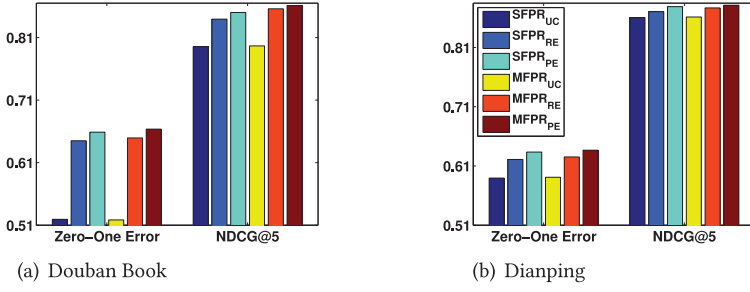 0.81
0.71
0.61
0.51
Zero–One Error
NDCG@5
(a) Douban Book
0.81
0.71
0.61
0.51
SFPR_UC
SFPR_RE
SFPR_PE
MFPR_UC
MFPR_RE
MFPR_PE
Zero–One Error
NDCG@5
(b) Dianping